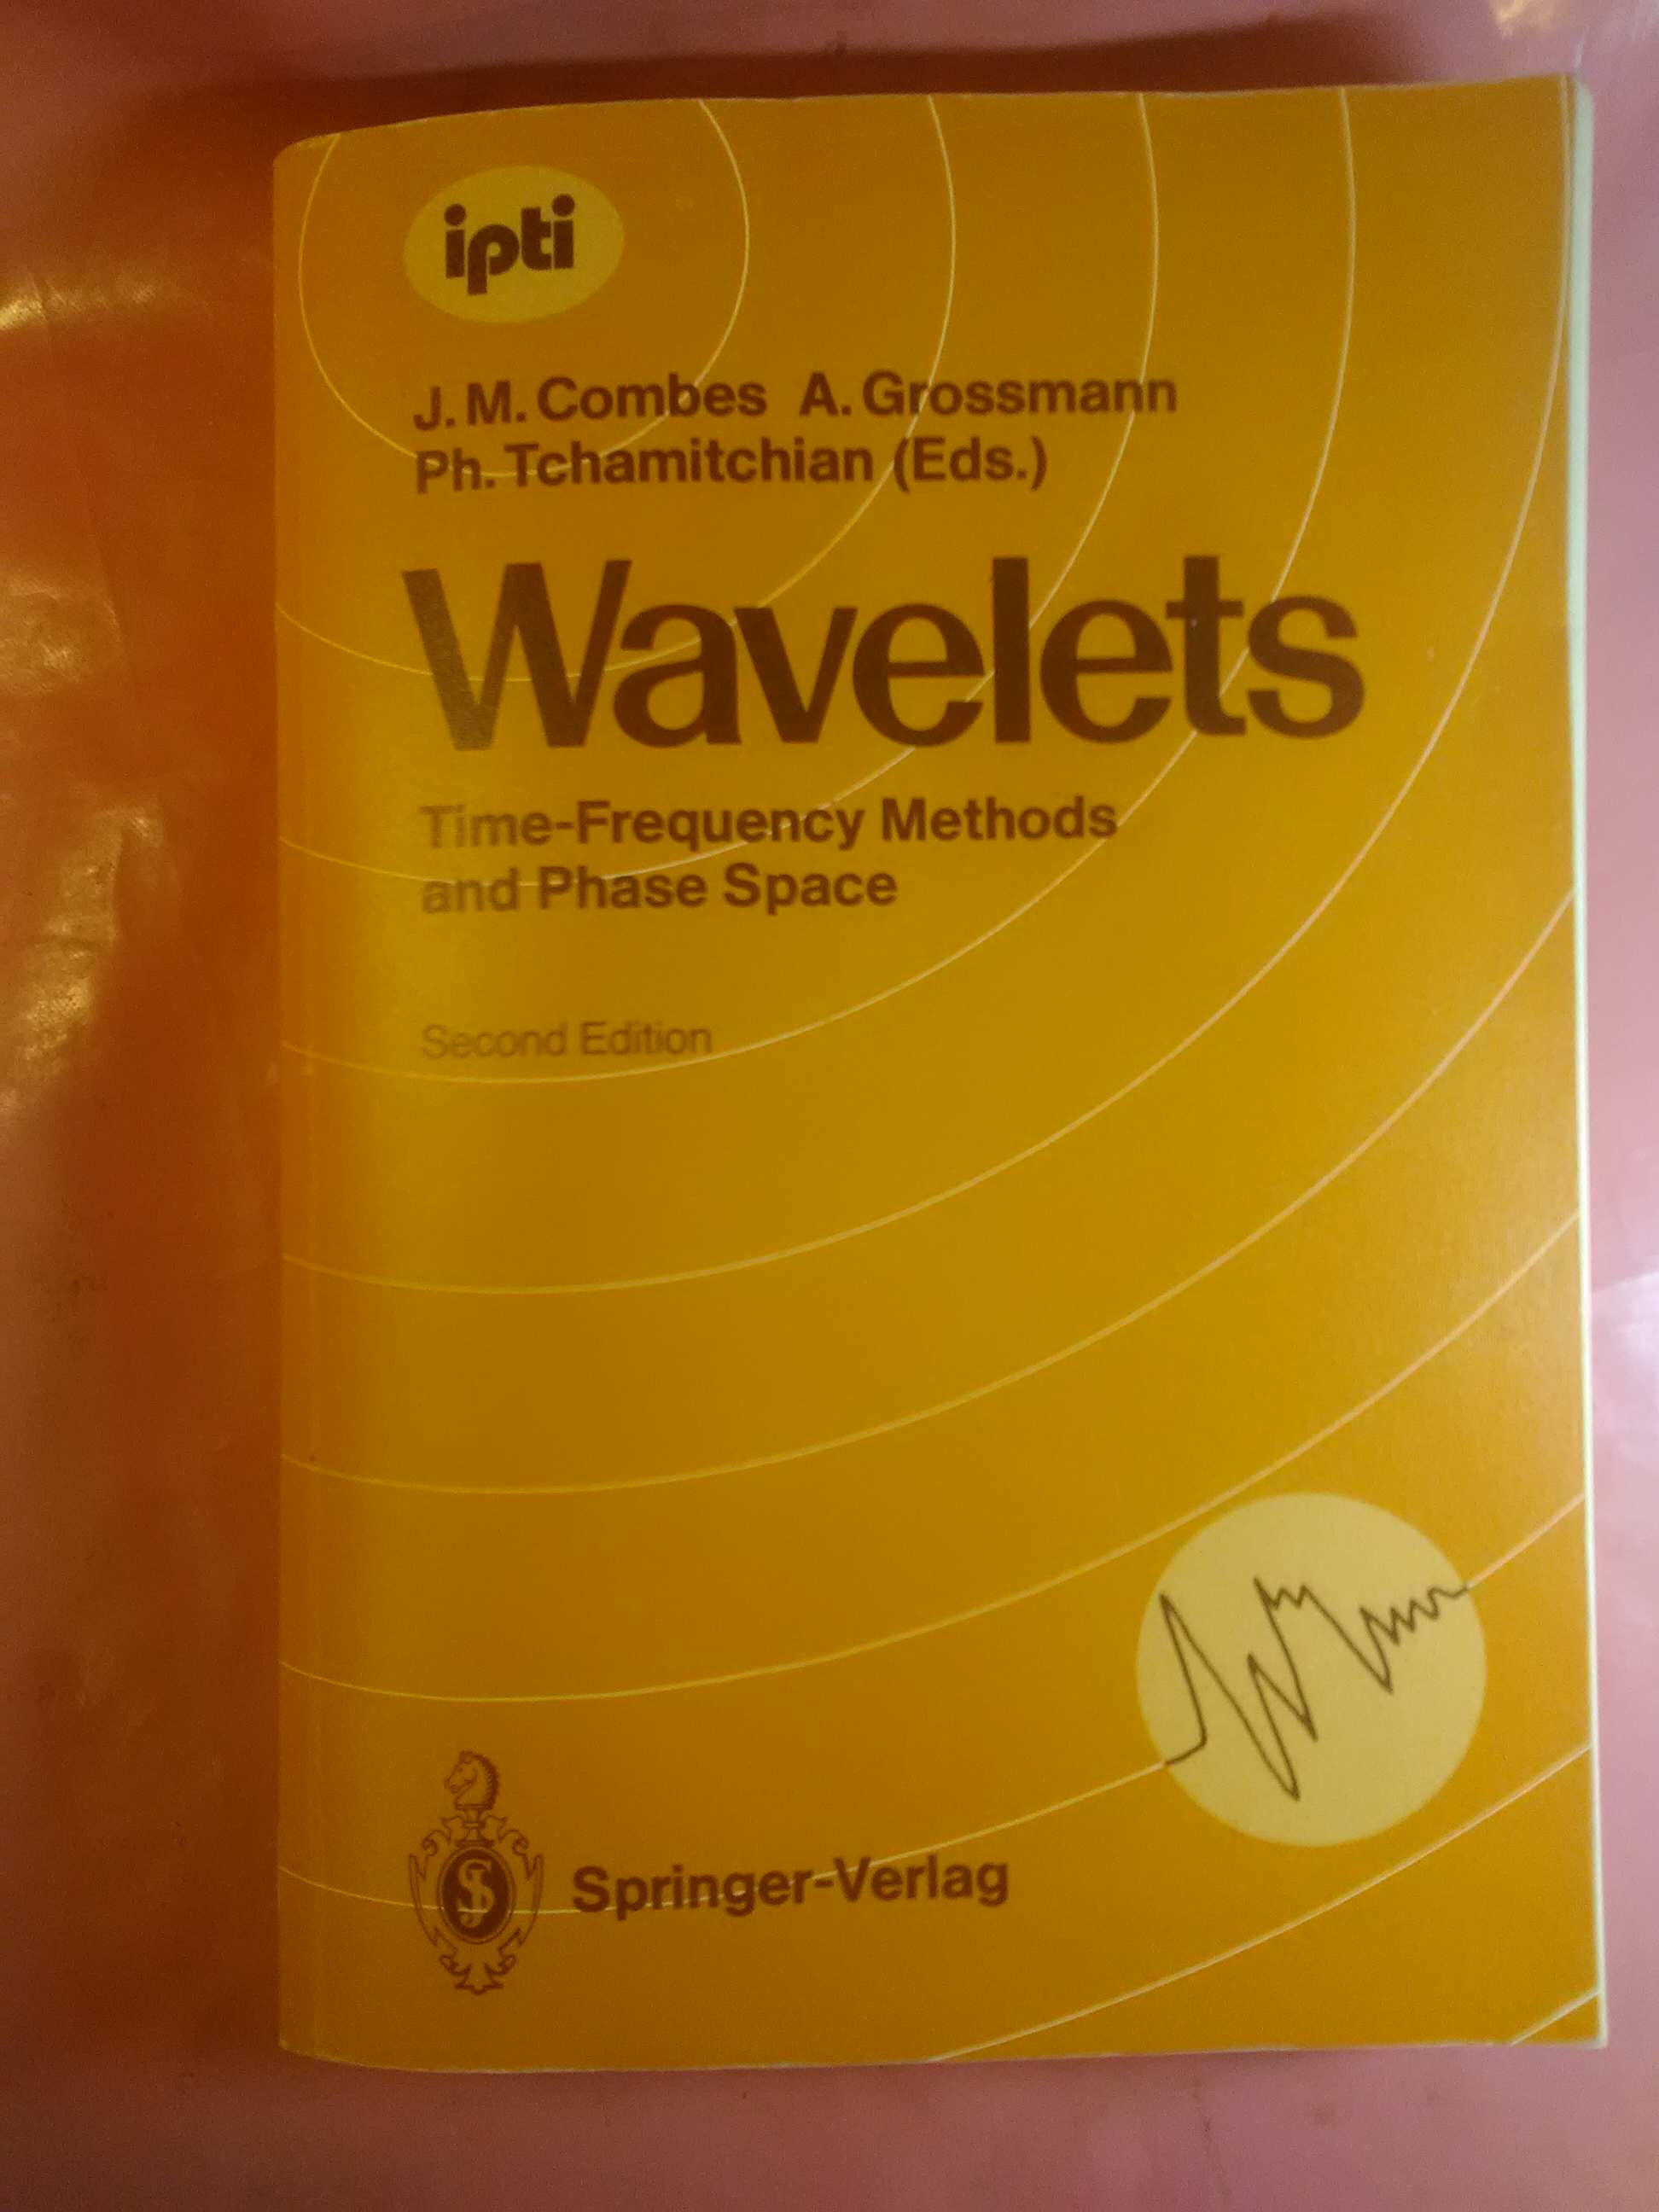 ipti
J. M. Combes A. Grossmann
Ph. Tchamitchian (Eds.)
Wavelets
Time-Frequency Methods
and Phase Space
Second Edition
Springer-Verlag